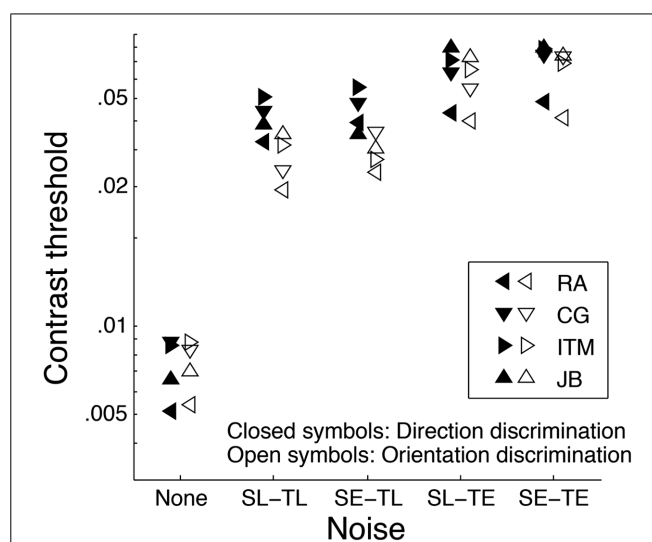 Contrast threshold
.05
.02
.01
.005
RA
CG
ITM
JB
Closed symbols: Direction discrimination
Open symbols: Orientation discrimination
None SL−TL SE−TL SL−TE SE−TE
Noise